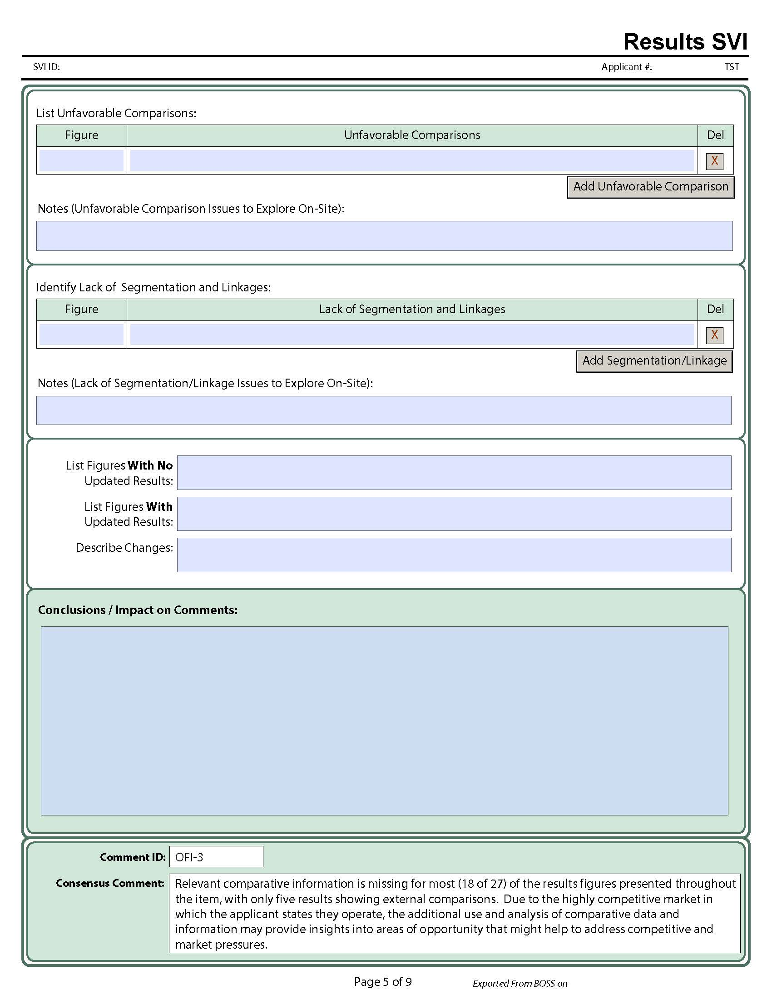 Results SVI
SVI ID: Applicant #: TST
List Unfavorable Comparisons:
Figure Unfavorable Comparisons Del
X
Add Unfavorable Comparison
Notes (Unfavorable Comparison Issues to Explore On-Site):
Identify Lack of Segmentation and Linkages:
Figure Lack of Segmentation and Linkages Del
X
Add Segmentation/Linkage
Notes (Lack of Segmentation/Linkage Issues to Explore On-Site):
List Figures With No
Updated Results:
List Figures With
Updated Results:
Describe Changes:
Conclusions / Impact on Comments:
Comment ID: OFI-3
Consensus Comment: Relevant comparative information is missing for most (18 of 27) of the results figures presented throughout
the item, with only five results showing external comparisons. Due to the highly competitive market in
which the applicant states they operate, the additional use and analysis of comparative data and
information may provide insights into areas of opportunity that might help to address competitive and
market pressures.
Page 5 of 9 Exported From BOSS on